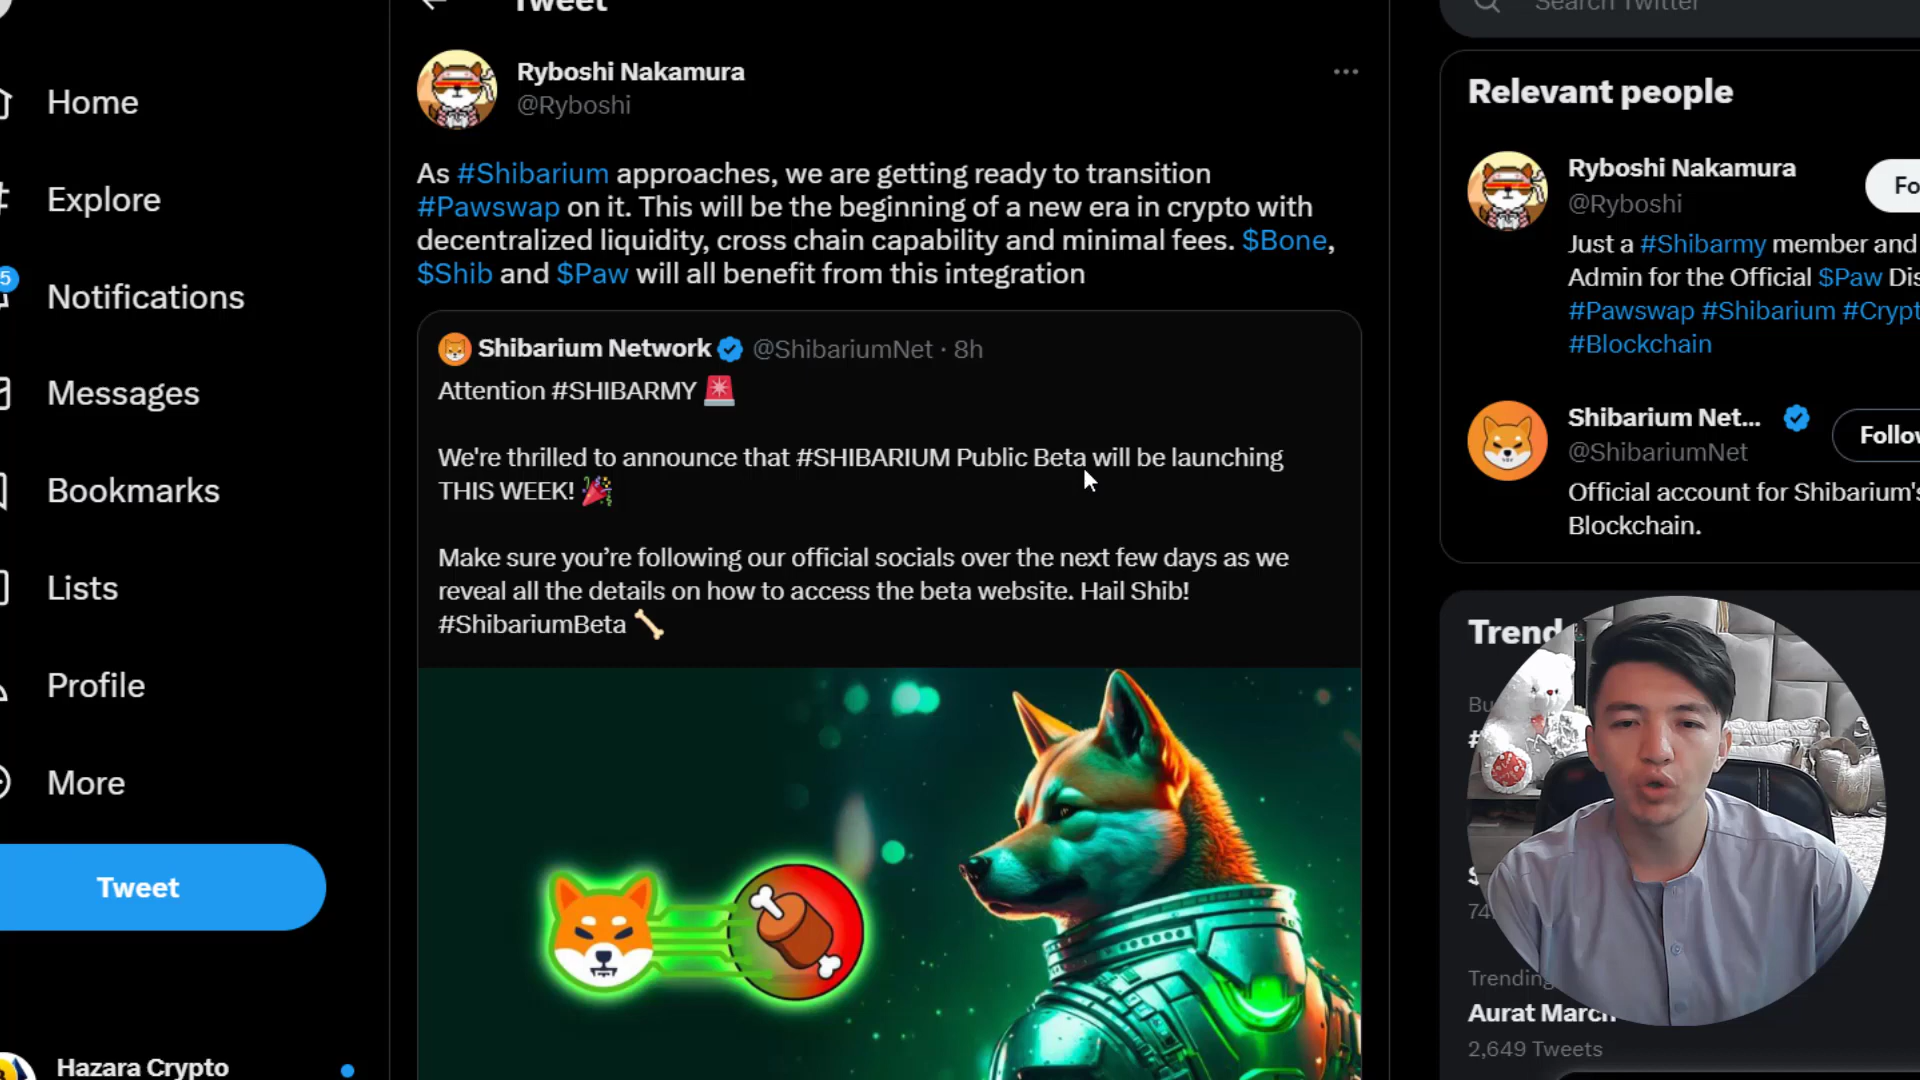 Home
Explore
5
Notifications
Messages
Bookmarks
Lists
Profile
More
Tweet
Hazara Crypto
Tweet
Ryboshi Nakamura
@Ryboshi
As #Shibarium approaches, we are getting ready to transition
#Pawswap on it. This will be the beginning of a new era in crypto with
decentralized liquidity, cross chain capability and minimal fees. $Bone,
$Shib and $Paw will all benefit from this integration
Shibarium Network @ShibariumNet · 8h
Attention #SHIBARMY
We're thrilled to announce that #SHIBARIUM Public Beta will be launching
THIS WEEK!
Make sure you’re following our official socials over the next few days as we
reveal all the details on how to access the beta website. Hail Shib!
#ShibariumBeta
Search Twitter
Relevant people
Ryboshi Nakamura
Fo
@Ryboshi
Just a #Shibarmy member and
Admin for the Official $Paw Dis
#Pawswap #Shibarium #Crypt
#Blockchain
Shibarium Net...
Follow
@ShibariumNet
Official account for Shibarium's
Blockchain.
Trend
Bu
#
$
74
Trending
Aurat March
2,649 Tweets